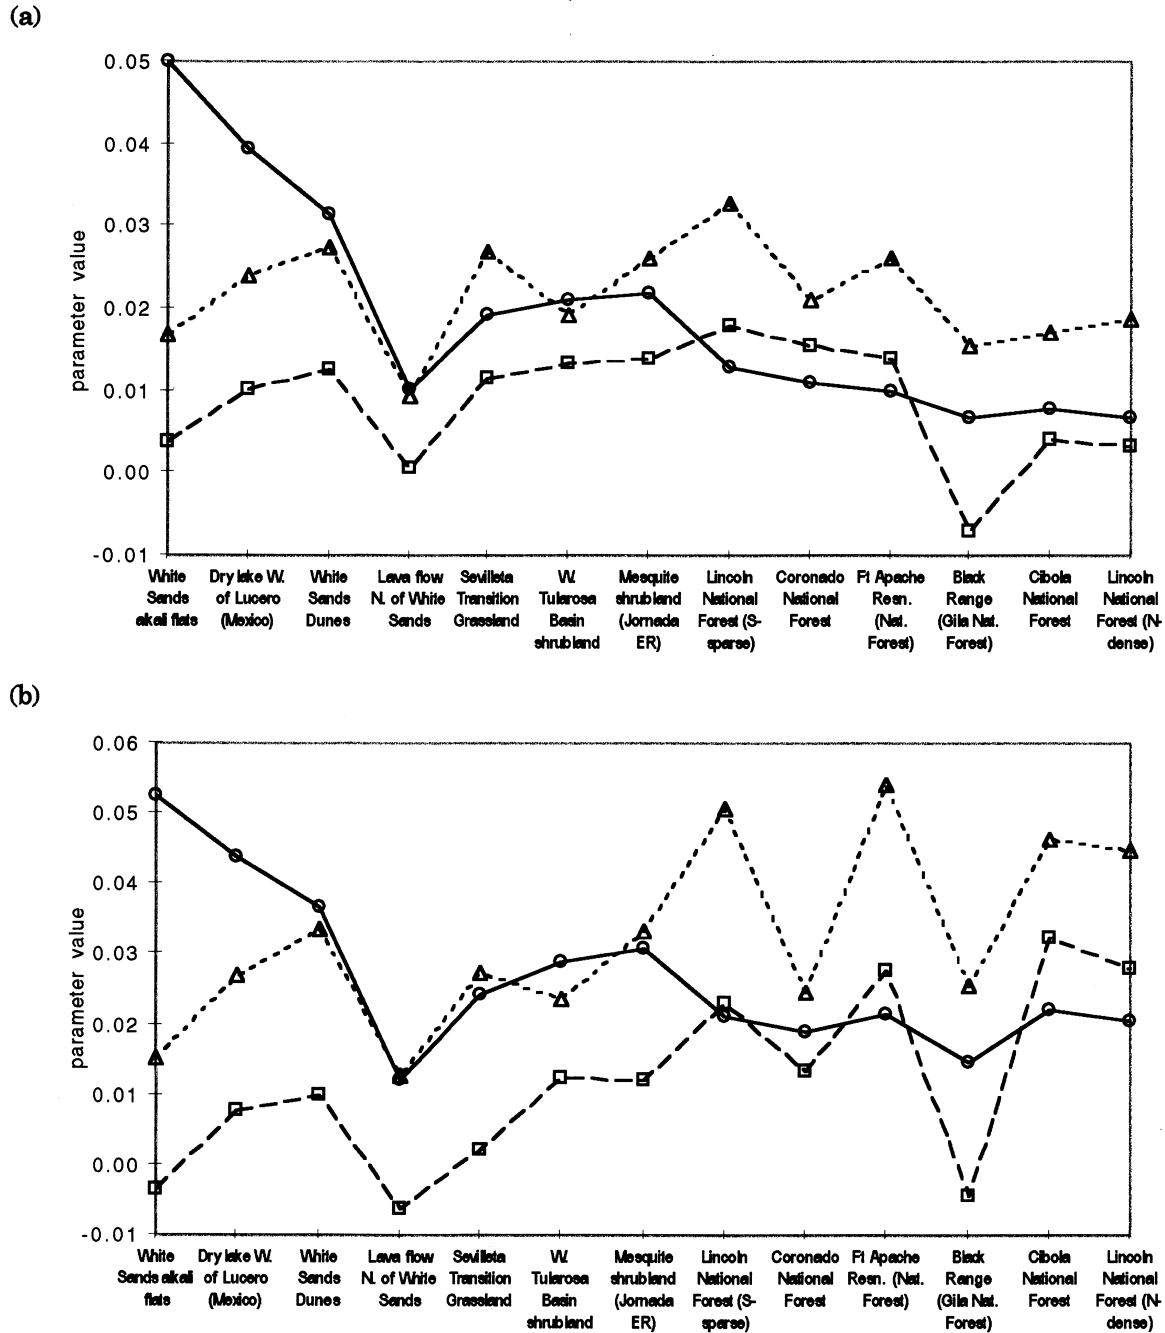 (a)
0.05
0.04
0.03
0.02
0.01
0.00
-0.01
parameter value
White Sands akali flats
Dry lake W. of Lucero (Mexico)
White Sands Dunes
Lava flow N. of White Sands
Sevilleta Transition Grassland
W. Tularosa Basin shrubland
Mesquite shrubland (Jornada ER)
Lincoln National Forest (S-sparse)
Coronado National Forest
Ft Apache Resn. (Nat. Forest)
Black Range (Gila Nat. Forest)
Cibola National Forest
Lincoln National Forest (N-dense)
(b)
0.06
0.05
0.04
0.03
0.02
0.01
0.00
-0.01
parameter value
White Sands akali flats
Dry lake W. of Lucero (Mexico)
White Sands Dunes
Lava flow N. of White Sands
Sevilleta Transition Grassland
W. Tularosa Basin shrubland
Mesquite shrubland (Jornada ER)
Lincoln National Forest (S-sparse)
Coronado National Forest
Ft Apache Resn. (Nat. Forest)
Black Range (Gila Nat. Forest)
Cibola National Forest
Lincoln National Forest (N-dense)